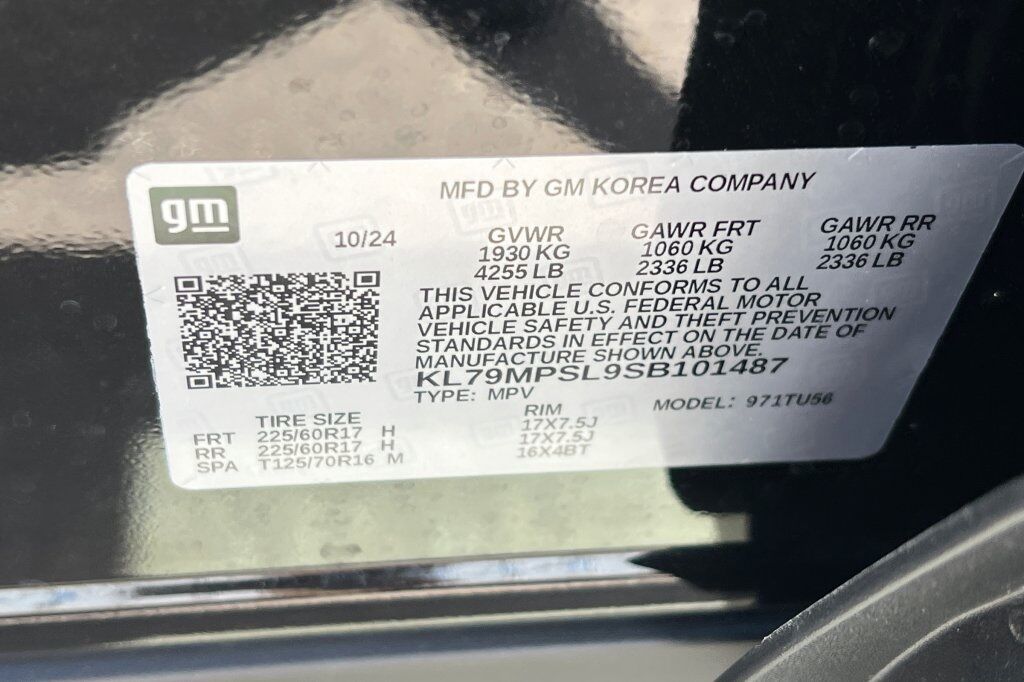 gm
MFD BY GM KOREA COMPANY
10/24
GVWR GAWR FRT GAWR RR
1930 KG 1060 KG 1060 KG
4255 LB 2336 LB 2336 LB
THIS VEHICLE CONFORMS TO ALL
APPLICABLE U.S. FEDERAL MOTOR
VEHICLE SAFETY AND THEFT PREVENTION
STANDARDS IN EFFECT ON THE DATE OF
MANUFACTURE SHOWN ABOVE.
KL79MPSL9SB101487
TYPE: MPV MODEL: 971TU56
TIRE SIZE RIM
FRT 225/60R17 H 17X7.5J
RR 225/60R17 H 17X7.5J
SPA T125/70R16 M 16X4BT